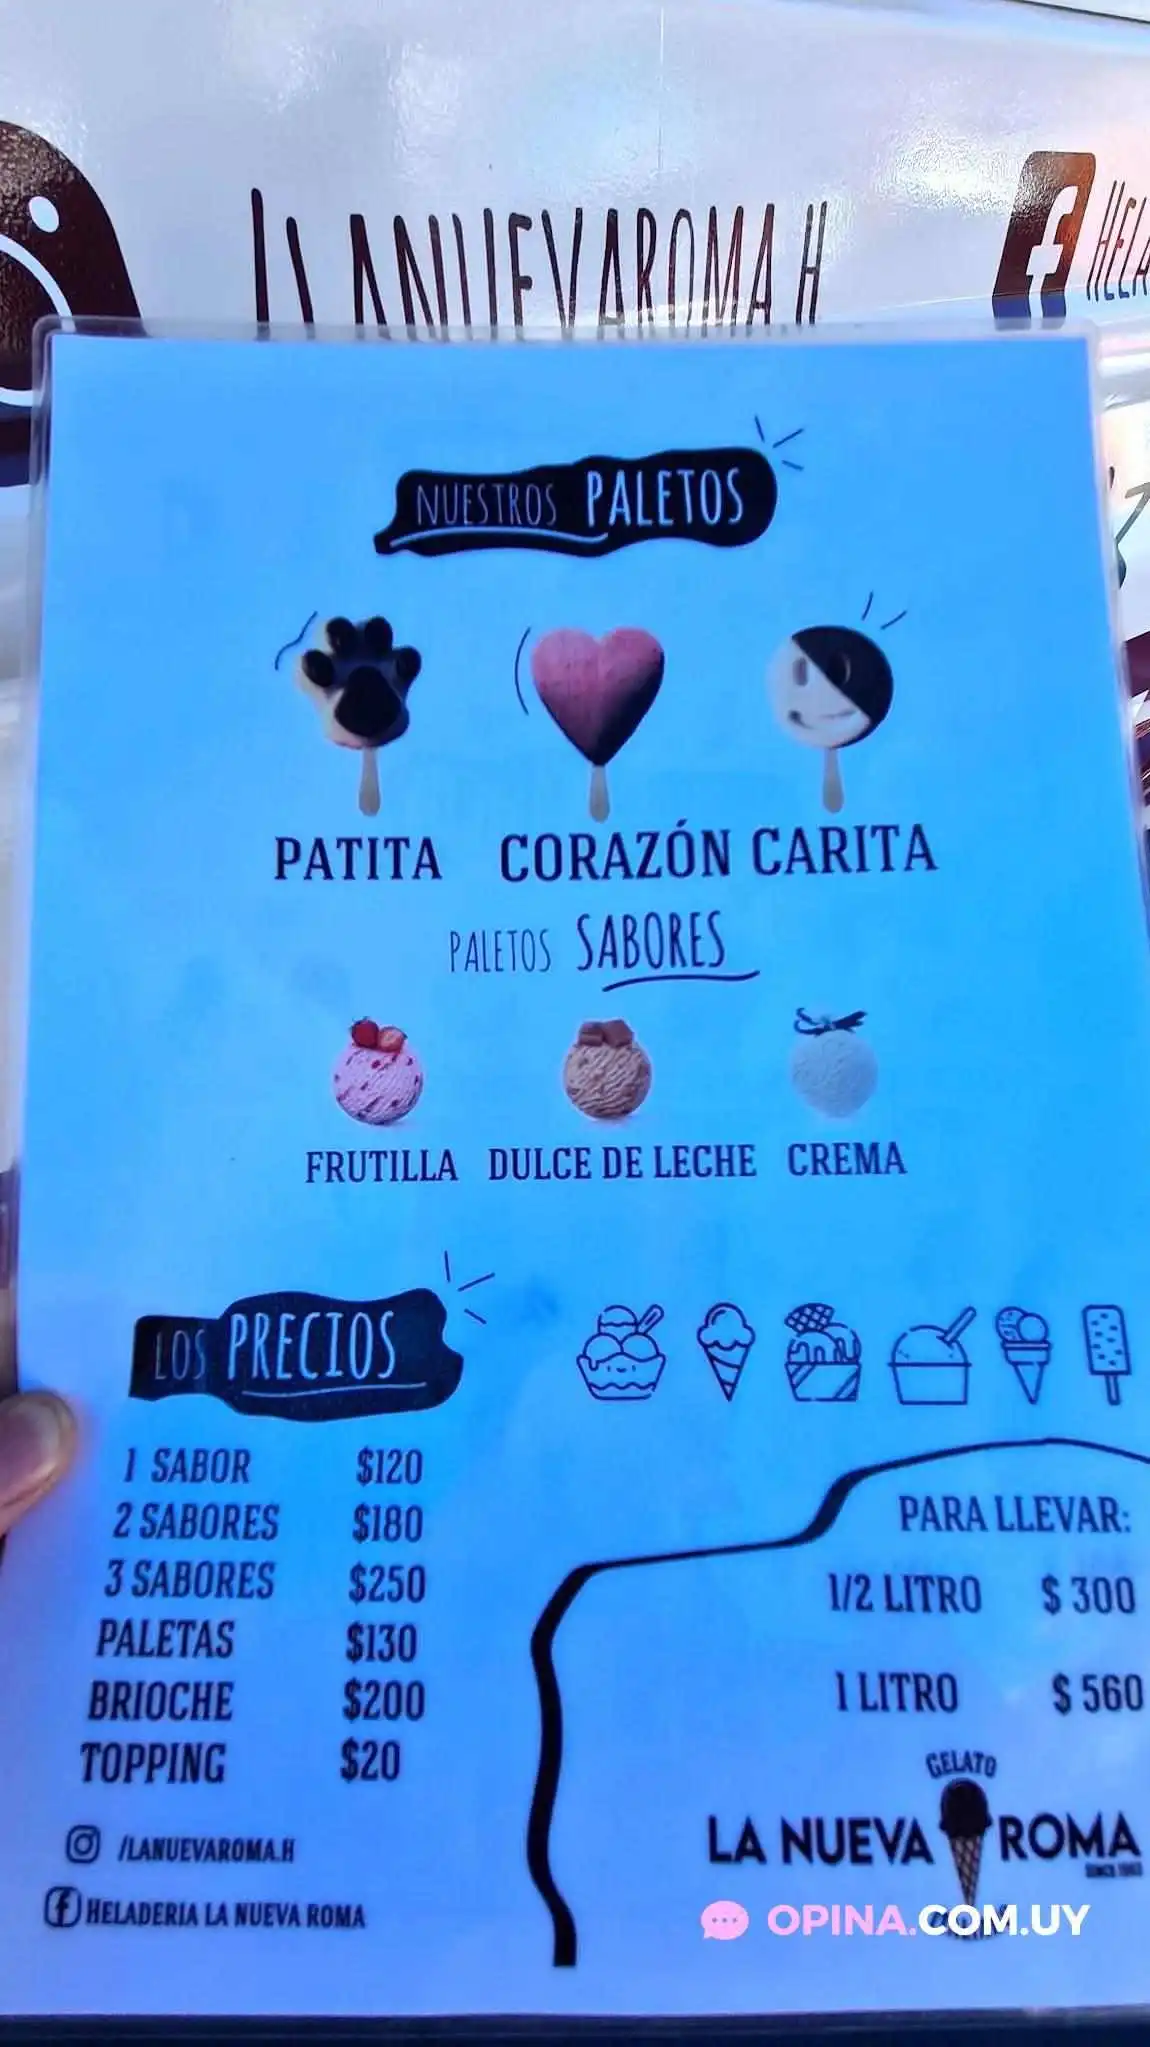 LANUEVAROMA.H
f HELA
NUESTROS PALETOS
PATITA CORAZÓN CARITA
PALETOS SABORES
FRUTILLA DULCE DE LECHE CREMA
LOS PRECIOS
1 SABOR $120
2 SABORES $180
3 SABORES $250
PALETAS $130
BRIOCHE $200
TOPPING $20
PARA LLEVAR:
1/2 LITRO $ 300
1 LITRO $ 560
GELATO
LA NUEVA ROMA
/LANUEVAROMA.H
f HELADERIA LA NUEVA ROMA
OPINA.COM.UY